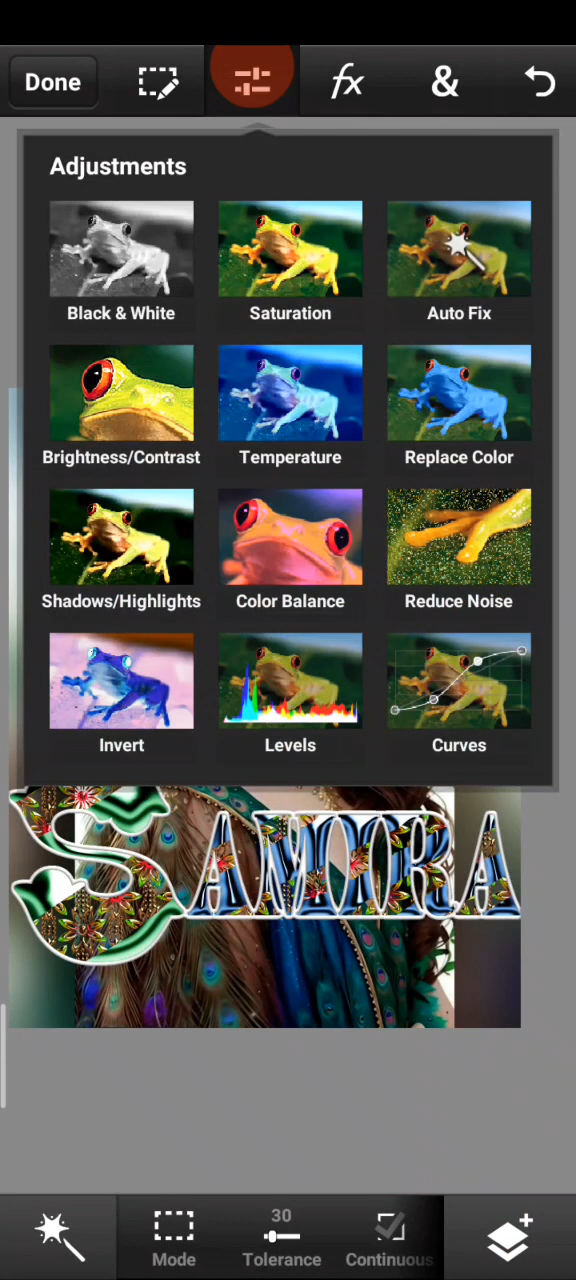 Done fx &
Adjustments
Black & White Saturation Auto Fix
Brightness/Contrast Temperature Replace Color
Shadows/Highlights Color Balance Reduce Noise
Invert Levels Curves
SAMIRA
30
Mode Tolerance Continuous